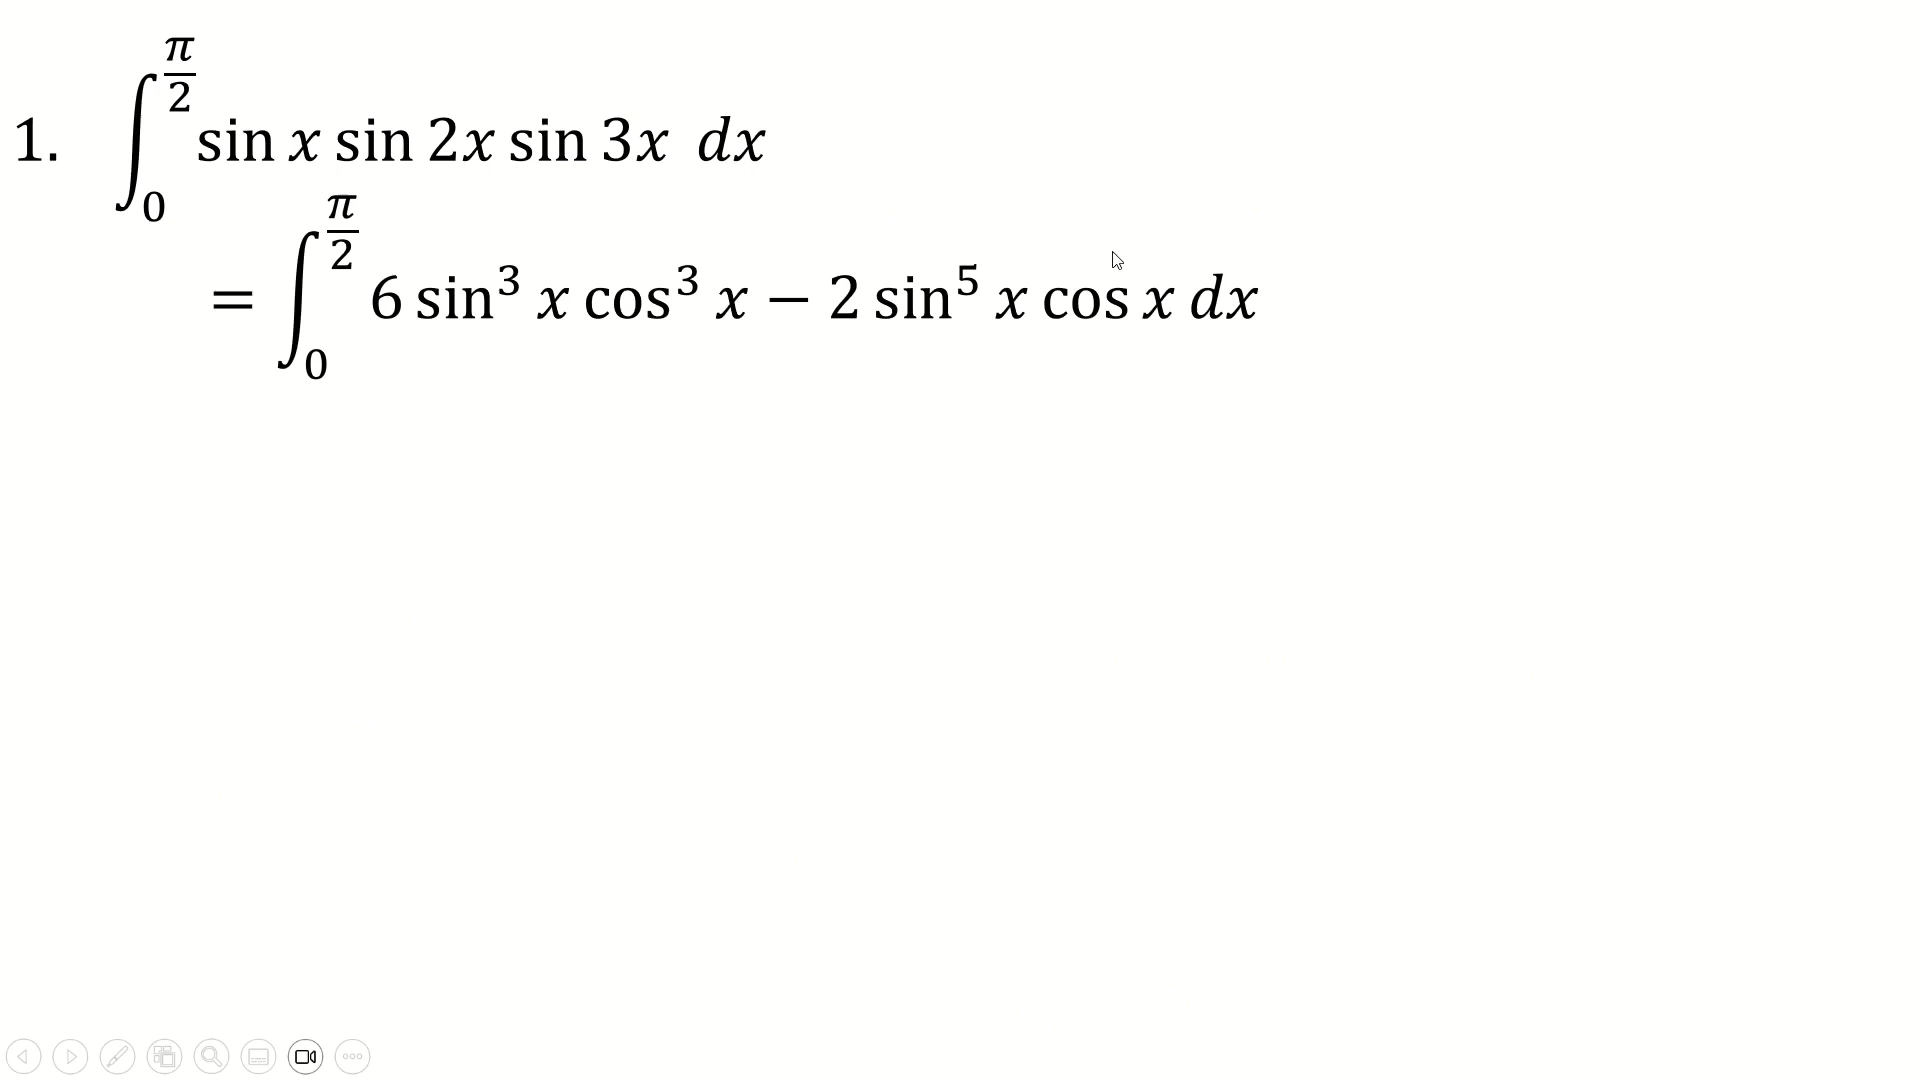 1. ∫₀^(π/2) sin x sin 2x sin 3x dx
= ∫₀^(π/2) 6 sin³ x cos³ x − 2 sin⁵ x cos x dx